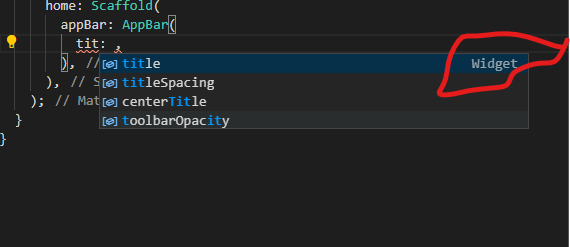 home: Scaffold(
appBar: AppBar(
tit: ,
), //
title Widget
titleSpacing
), // S
centerTitle
); // Mat
toolbarOpacity
}
}